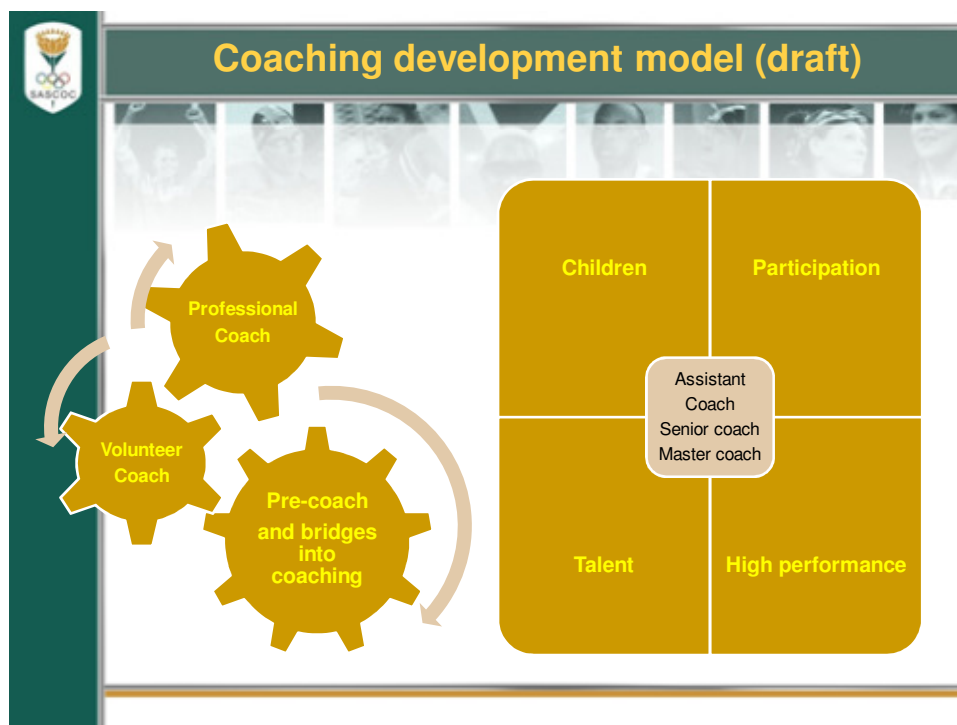 Coaching development model (draft)
SASCOC
Professional
Coach
Volunteer
Coach
Pre-coach
and bridges
into
coaching
Children
Participation
Assistant
Coach
Senior coach
Master coach
Talent
High performance